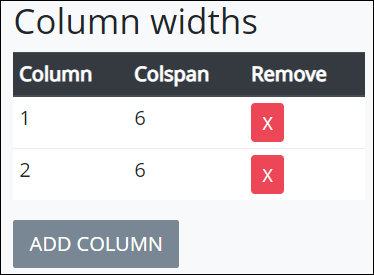 Column widths
Column Colspan Remove
1 6 X
2 6 X
ADD COLUMN